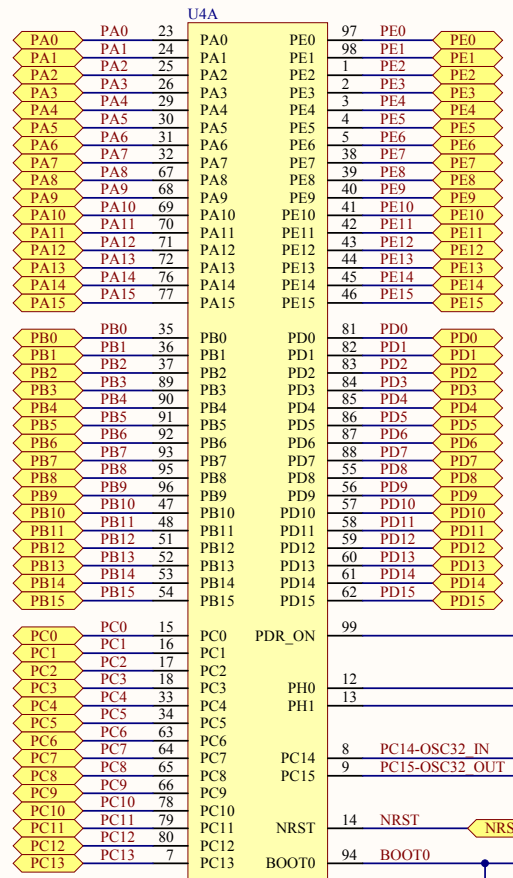 U4A
PA0 PA0 23 PA0 PE0 97 PE0 PE0
PA1 PA1 24 PA1 PE1 98 PE1 PE1
PA2 PA2 25 PA2 PE2 1 PE2 PE2
PA3 PA3 26 PA3 PE3 2 PE3 PE3
PA4 PA4 29 PA4 PE4 3 PE4 PE4
PA5 PA5 30 PA5 PE5 4 PE5 PE5
PA6 PA6 31 PA6 PE6 5 PE6 PE6
PA7 PA7 32 PA7 PE7 38 PE7 PE7
PA8 PA8 67 PA8 PE8 39 PE8 PE8
PA9 PA9 68 PA9 PE9 40 PE9 PE9
PA10 PA10 69 PA10 PE10 41 PE10 PE10
PA11 PA11 70 PA11 PE11 42 PE11 PE11
PA12 PA12 71 PA12 PE12 43 PE12 PE12
PA13 PA13 72 PA13 PE13 44 PE13 PE13
PA14 PA14 76 PA14 PE14 45 PE14 PE14
PA15 PA15 77 PA15 PE15 46 PE15 PE15
PB0 PB0 35 PB0 PD0 81 PD0 PD0
PB1 PB1 36 PB1 PD1 82 PD1 PD1
PB2 PB2 37 PB2 PD2 83 PD2 PD2
PB3 PB3 89 PB3 PD3 84 PD3 PD3
PB4 PB4 90 PB4 PD4 85 PD4 PD4
PB5 PB5 91 PB5 PD5 86 PD5 PD5
PB6 PB6 92 PB6 PD6 87 PD6 PD6
PB7 PB7 93 PB7 PD7 88 PD7 PD7
PB8 PB8 95 PB8 PD8 55 PD8 PD8
PB9 PB9 96 PB9 PD9 56 PD9 PD9
PB10 PB10 47 PB10 PD10 57 PD10 PD10
PB11 PB11 48 PB11 PD11 58 PD11 PD11
PB12 PB12 51 PB12 PD12 59 PD12 PD12
PB13 PB13 52 PB13 PD13 60 PD13 PD13
PB14 PB14 53 PB14 PD14 61 PD14 PD14
PB15 PB15 54 PB15 PD15 62 PD15 PD15
PC0 PC0 15 PC0 PDR_ON 99
PC1 PC1 16 PC1
PC2 PC2 17 PC2
PC3 PC3 18 PC3 PH0 12
PC4 PC4 33 PC4 PH1 13
PC5 PC5 34 PC5
PC6 PC6 63 PC6
PC7 PC7 64 PC7 PC14 8 PC14-OSC32_IN
PC8 PC8 65 PC8 PC15 9 PC15-OSC32_OUT
PC9 PC9 66 PC9
PC10 PC10 78 PC10
PC11 PC11 79 PC11 NRST 14 NRST NRS
PC12 PC12 80 PC12
PC13 PC13 7 PC13 BOOT0 94 BOOT0